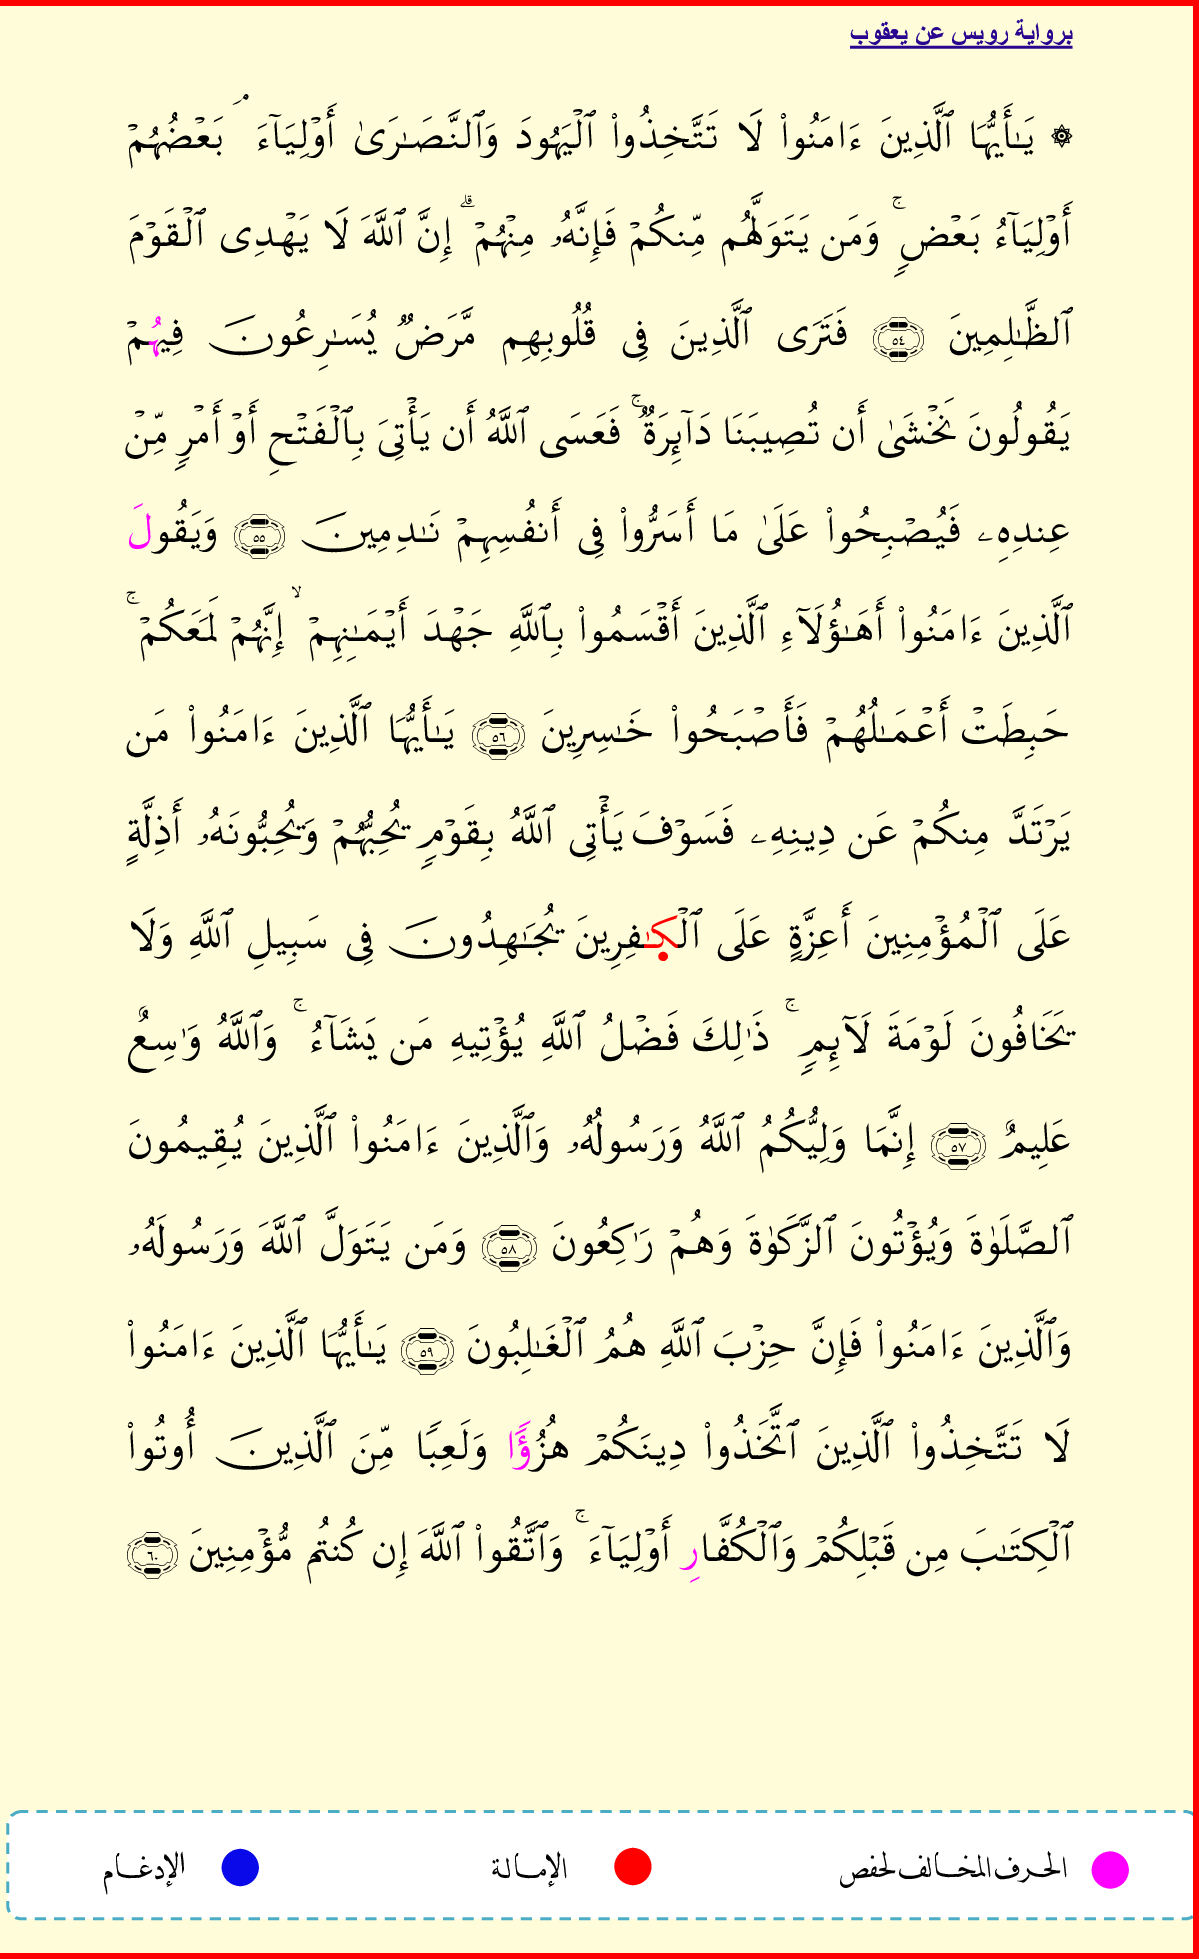 برواية رويس عن يعقوب
۞ يَـٰٓأَيُّهَا ٱلَّذِينَ ءَامَنُوا۟ لَا تَتَّخِذُوا۟ ٱلْيَهُودَ وَٱلنَّصَـٰرَىٰٓ أَوْلِيَآءَ ۘ بَعْضُهُمْ
أَوْلِيَآءُ بَعْضٍ ۚ وَمَن يَتَوَلَّهُم مِّنكُمْ فَإِنَّهُۥ مِنْهُمْ ۗ إِنَّ ٱللَّهَ لَا يَهْدِى ٱلْقَوْمَ
ٱلظَّـٰلِمِينَ ٥٤ فَتَرَى ٱلَّذِينَ فِى قُلُوبِهِم مَّرَضٌ يُسَـٰرِعُونَ فِيهُمْ
يَقُولُونَ نَخْشَىٰٓ أَن تُصِيبَنَا دَآئِرَةٌ ۚ فَعَسَى ٱللَّهُ أَن يَأْتِىَ بِٱلْفَتْحِ أَوْ أَمْرٍ مِّنْ
عِندِهِۦ فَيُصْبِحُوا۟ عَلَىٰ مَآ أَسَرُّوا۟ فِىٓ أَنفُسِهِمْ نَـٰدِمِينَ ٥٥ وَيَقُولَ
ٱلَّذِينَ ءَامَنُوٓا۟ أَهَـٰٓؤُلَآءِ ٱلَّذِينَ أَقْسَمُوا۟ بِٱللَّهِ جَهْدَ أَيْمَـٰنِهِمْ ۙ إِنَّهُمْ لَمَعَكُمْ ۚ
حَبِطَتْ أَعْمَـٰلُهُمْ فَأَصْبَحُوا۟ خَـٰسِرِينَ ٥٦ يَـٰٓأَيُّهَا ٱلَّذِينَ ءَامَنُوا۟ مَن
يَرْتَدَّ مِنكُمْ عَن دِينِهِۦ فَسَوْفَ يَأْتِى ٱللَّهُ بِقَوْمٍ يُحِبُّهُمْ وَيُحِبُّونَهُۥٓ أَذِلَّةٍ
عَلَى ٱلْمُؤْمِنِينَ أَعِزَّةٍ عَلَى ٱلْكَـٰفِرِينَ يُجَـٰهِدُونَ فِى سَبِيلِ ٱللَّهِ وَلَا
يَخَافُونَ لَوْمَةَ لَآئِمٍ ۚ ذَٰلِكَ فَضْلُ ٱللَّهِ يُؤْتِيهِ مَن يَشَآءُ ۚ وَٱللَّهُ وَٰسِعٌ
عَلِيمٌ ٥٧ إِنَّمَا وَلِيُّكُمُ ٱللَّهُ وَرَسُولُهُۥ وَٱلَّذِينَ ءَامَنُوا۟ ٱلَّذِينَ يُقِيمُونَ
ٱلصَّلَوٰةَ وَيُؤْتُونَ ٱلزَّكَوٰةَ وَهُمْ رَٰكِعُونَ ٥٨ وَمَن يَتَوَلَّ ٱللَّهَ وَرَسُولَهُۥ
وَٱلَّذِينَ ءَامَنُوا۟ فَإِنَّ حِزْبَ ٱللَّهِ هُمُ ٱلْغَـٰلِبُونَ ٥٩ يَـٰٓأَيُّهَا ٱلَّذِينَ ءَامَنُوا۟
لَا تَتَّخِذُوا۟ ٱلَّذِينَ ٱتَّخَذُوا۟ دِينَكُمْ هُزُؤًا وَلَعِبًا مِّنَ ٱلَّذِينَ أُوتُوا۟
ٱلْكِتَـٰبَ مِن قَبْلِكُمْ وَٱلْكُفَّارِ أَوْلِيَآءَ ۚ وَٱتَّقُوا۟ ٱللَّهَ إِن كُنتُم مُّؤْمِنِينَ ٦٠
الحرف المخالف لحفص الإمالة الإدغام